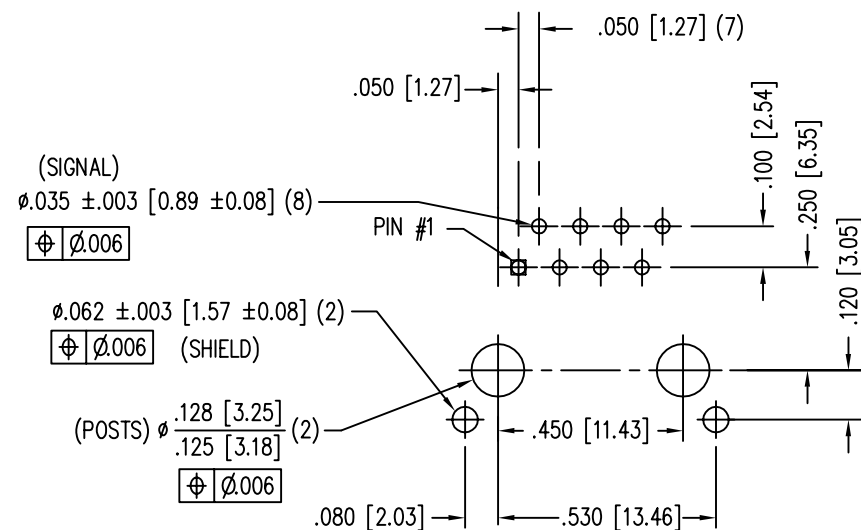 .050 [1.27] (7)
.050 [1.27]
.100 [2.54]
.250 [6.35]
.120 [3.05]
(SIGNAL)
ø.035 ±.003 [0.89 ±0.08] (8)
⌖ Ø.006
PIN #1
ø.062 ±.003 [1.57 ±0.08] (2)
⌖ Ø.006 (SHIELD)
(POSTS) ø .128 [3.25]
.125 [3.18] (2)
⌖ Ø.006
.450 [11.43]
.080 [2.03]
.530 [13.46]